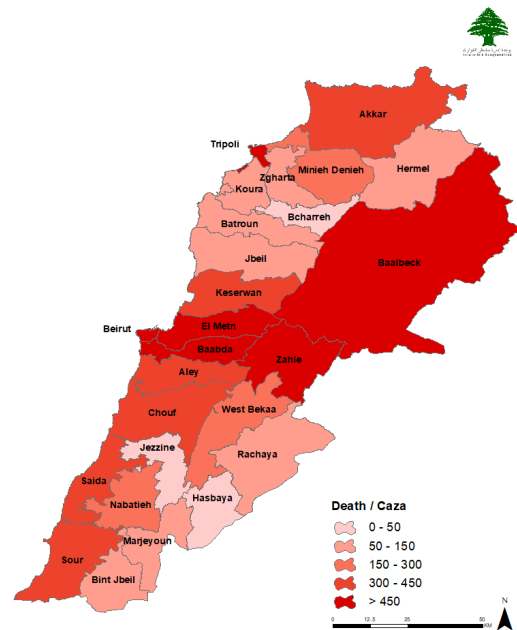 Akkar
Tripoli
Zgharta
Minieh Denieh
Hermel
Koura
Bcharreh
Batroun
Jbeil
Baalbeck
Keserwan
Beirut
El Metn
Baabda
Zahle
Aley
Chouf
West Bekaa
Jezzine
Rachaya
Saida
Hasbaya
Nabatieh
Marjeyoun
Sour
Bint Jbeil
Death / Caza
0 - 50
50 - 150
150 - 300
300 - 450
> 450
N
0 12.5 25 50
KM